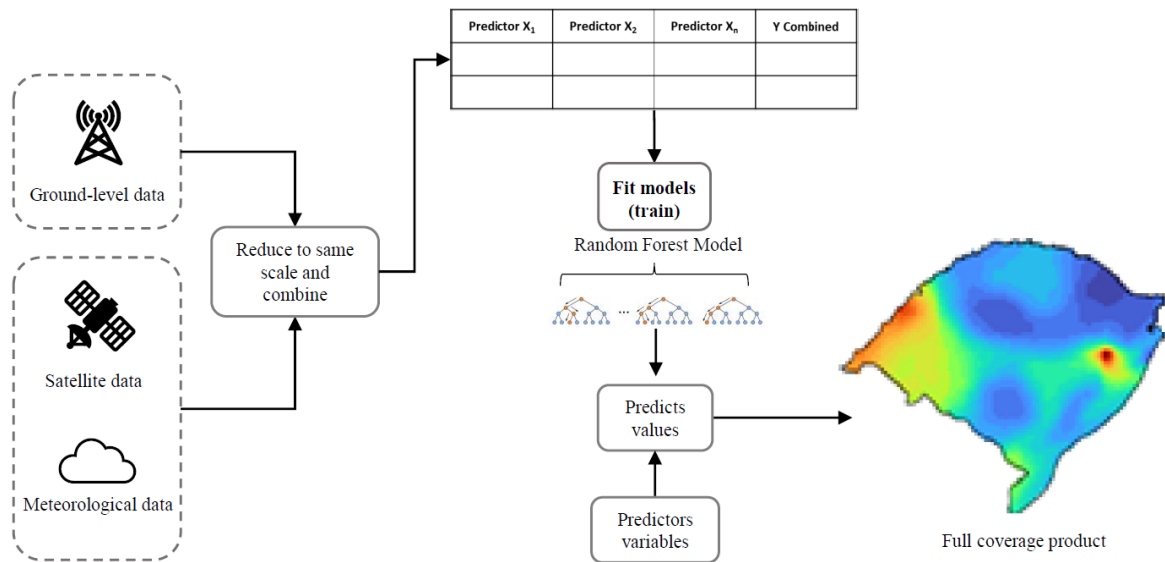 Predictor X₁ Predictor X₂ Predictor Xₙ Y Combined
Ground-level data
Reduce to same
scale and
combine
Satellite data
Meteorological data
Fit models
(train)
Random Forest Model
...
Predicts
values
Predictors
variables
Full coverage product